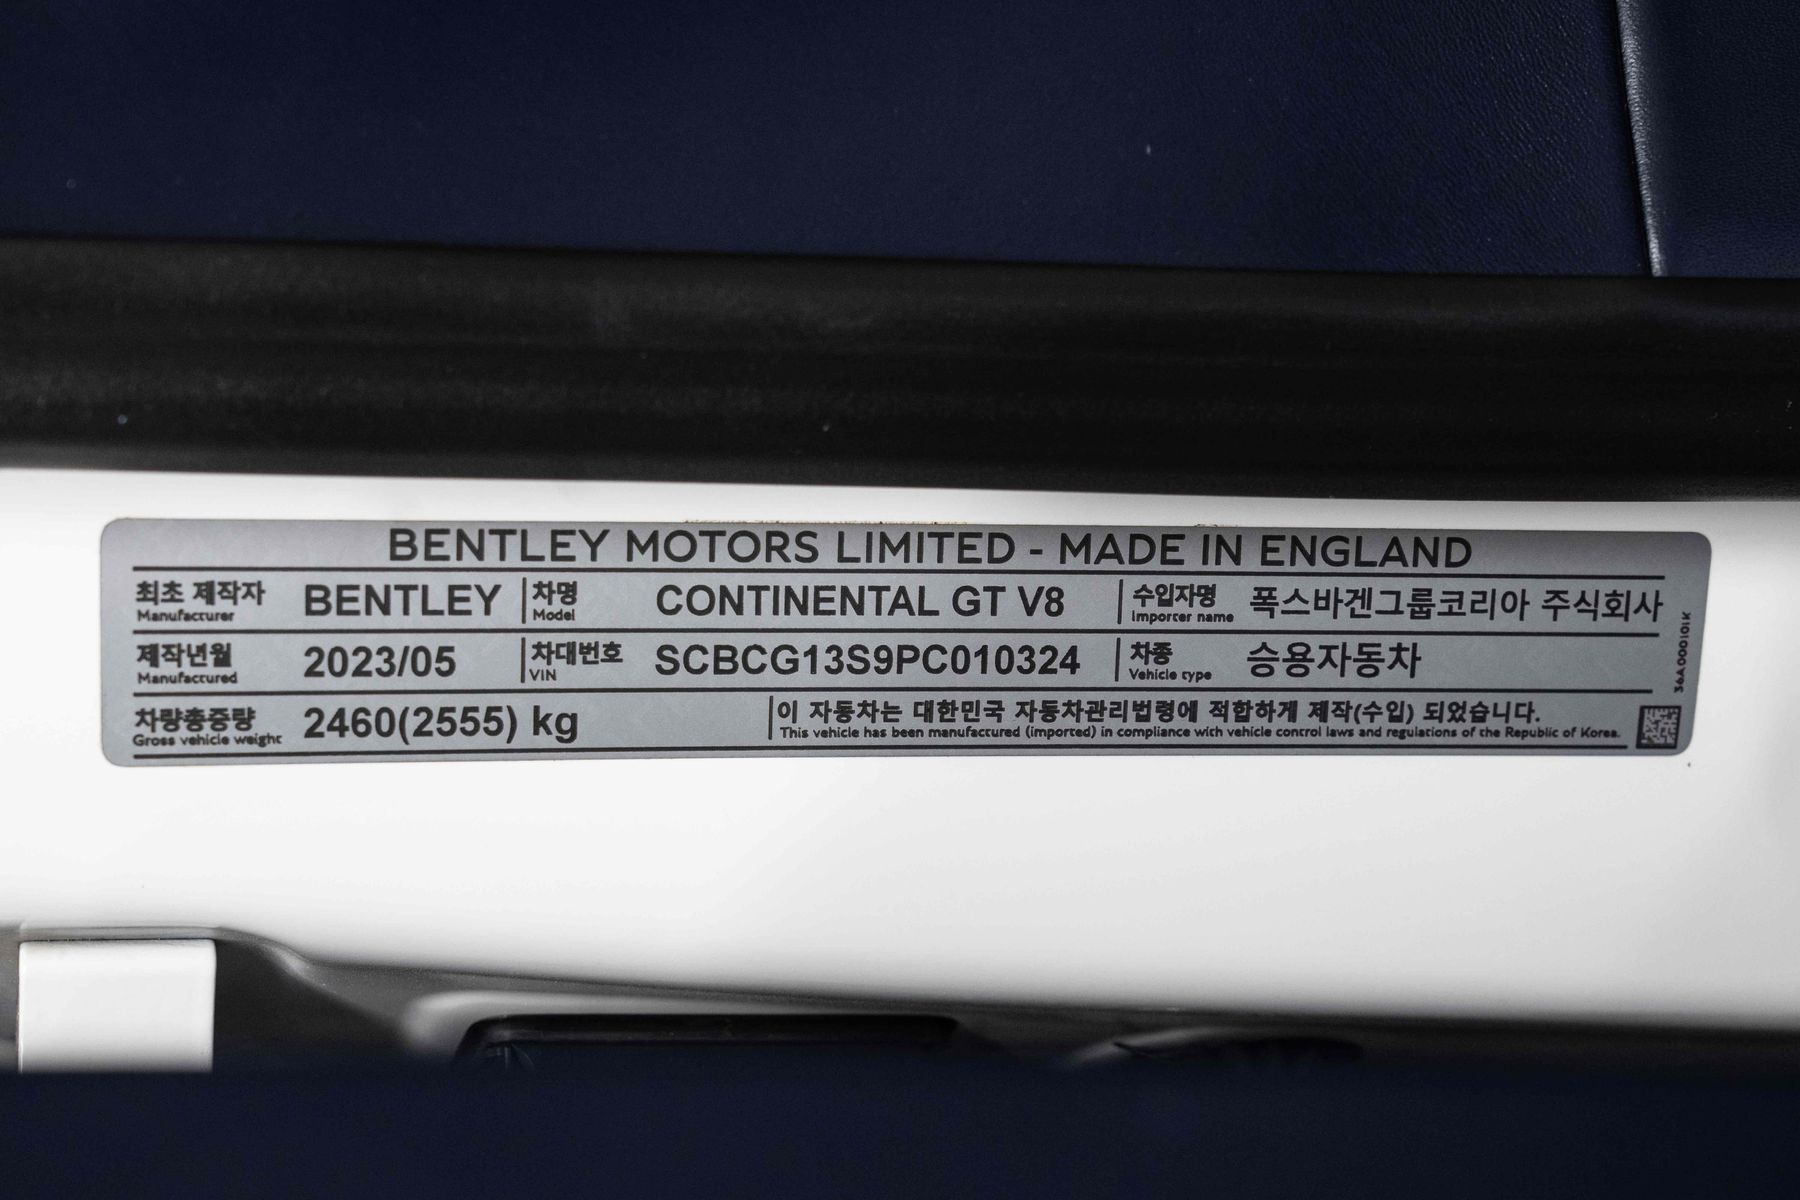 BENTLEY MOTORS LIMITED - MADE IN ENGLAND
최초 제작자 BENTLEY 차명 CONTINENTAL GT V8 수입자명 폭스바겐그룹코리아 주식회사
Manufacturer Model Importer name
제작년월 2023/05 차대번호 SCBCG13S9PC010324 차종 승용자동차
Manufactured VIN Vehicle type
차량총중량 2460(2555) kg 이 자동차는 대한민국 자동차관리법령에 적합하게 제작(수입) 되었습니다.
Gross vehicle weight This vehicle has been manufactured (imported) in compliance with vehicle control laws and regulations of the Republic of Korea.
36A000101K